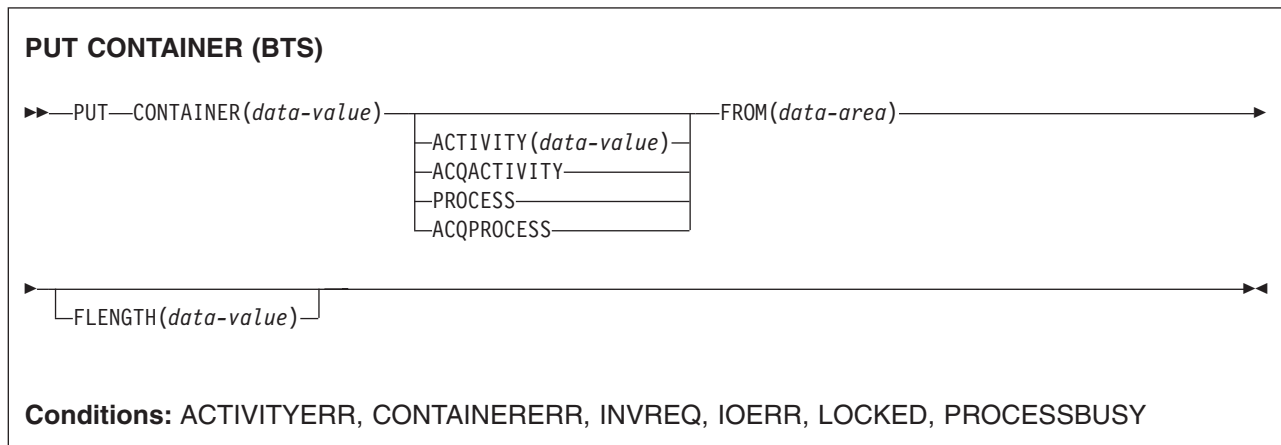 PUT CONTAINER (BTS)
PUT CONTAINER(data-value) FROM(data-area)
ACTIVITY(data-value)
ACQACTIVITY
PROCESS
ACQPROCESS
FLENGTH(data-value)
Conditions: ACTIVITYERR, CONTAINERERR, INVREQ, IOERR, LOCKED, PROCESSBUSY